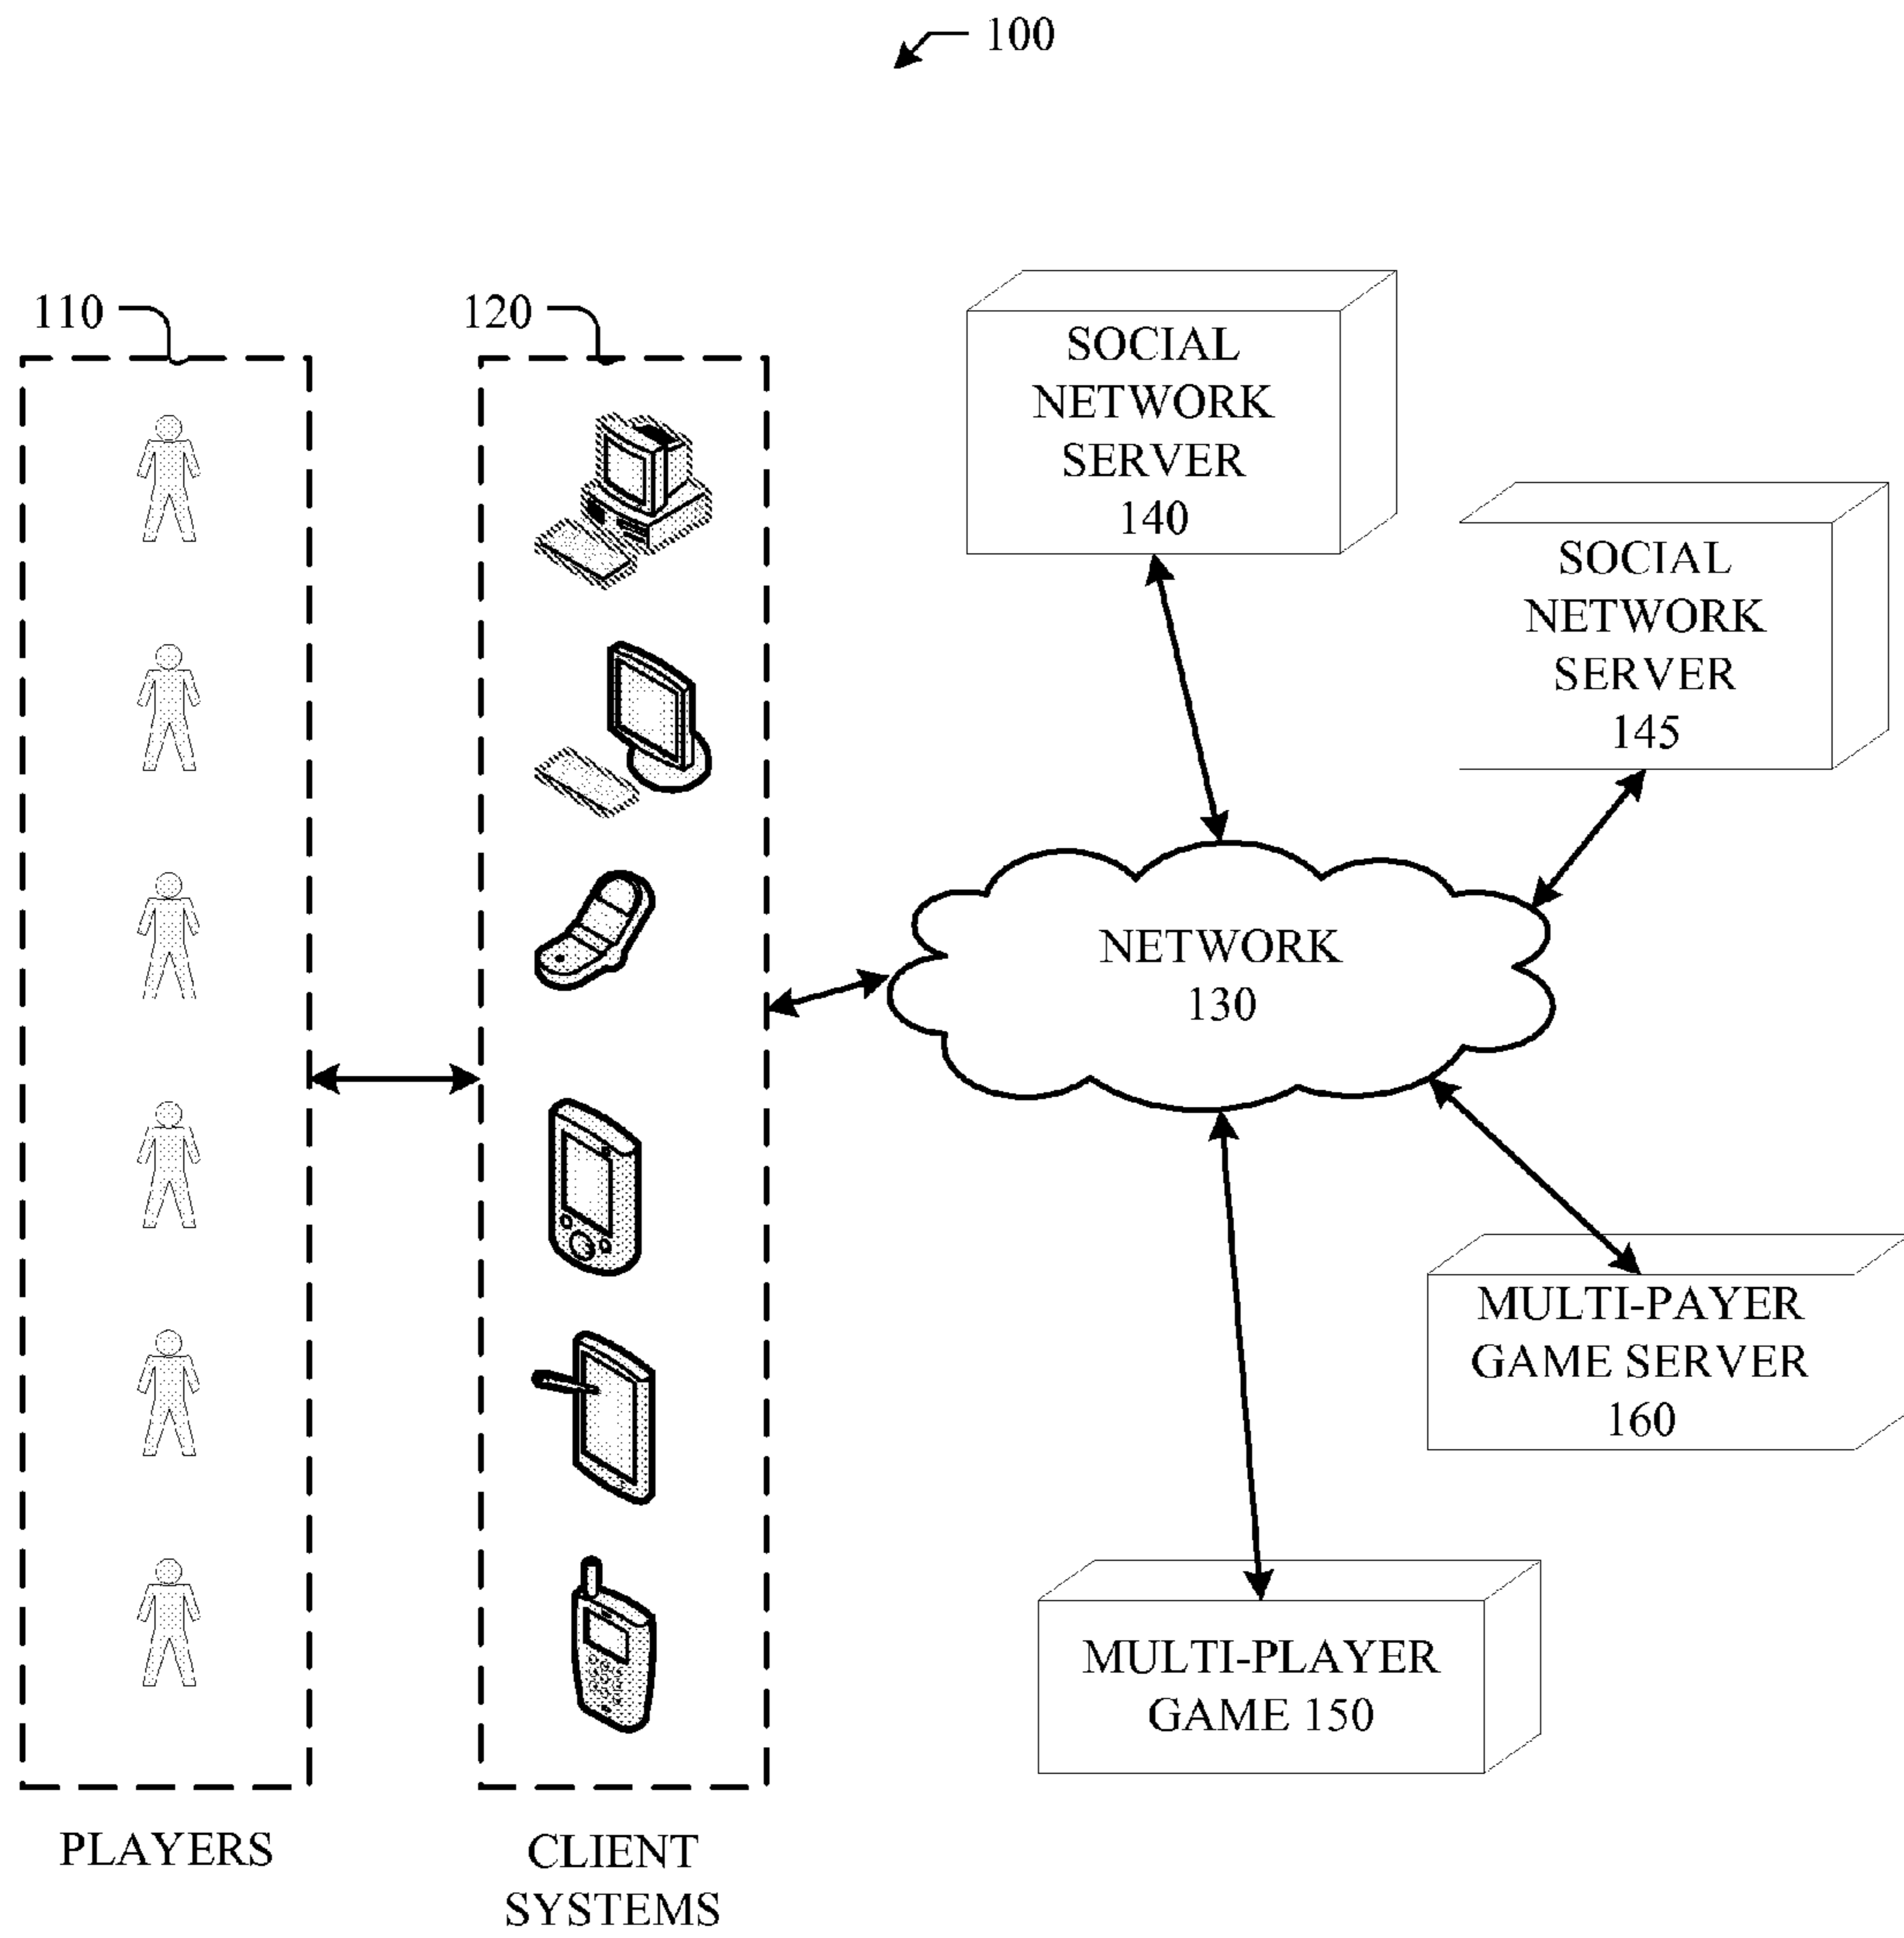 100
110
120
SOCIAL
NETWORK
SERVER
140
SOCIAL
NETWORK
SERVER
145
NETWORK
130
MULTI-PAYER
GAME SERVER
160
MULTI-PLAYER
GAME 150
PLAYERS
CLIENT
SYSTEMS